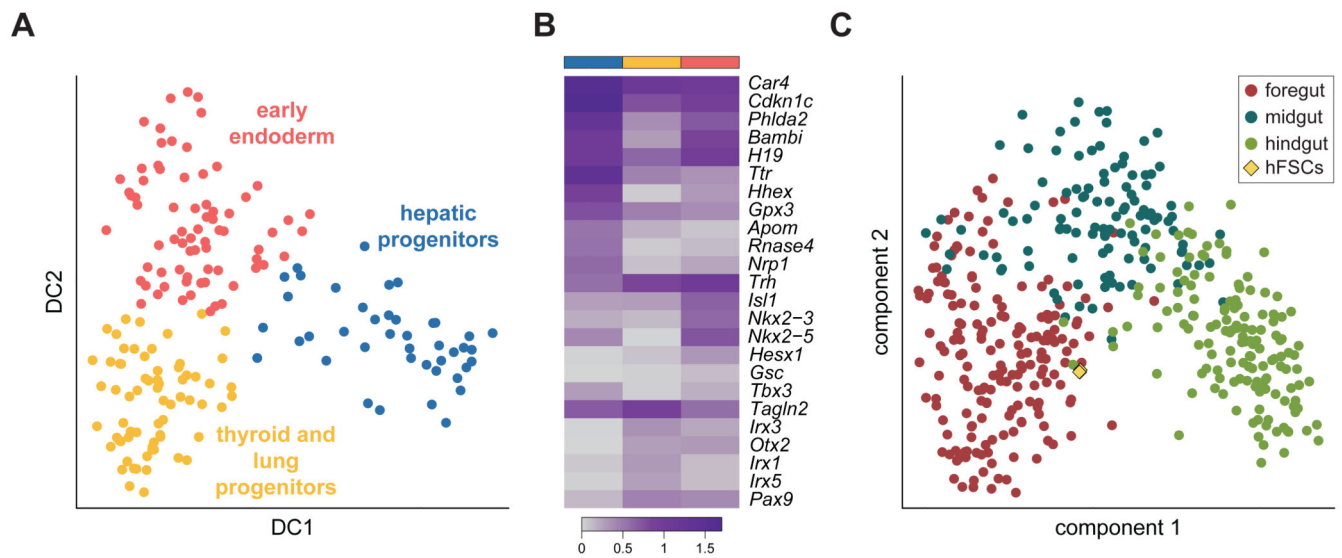 A
early
endoderm
hepatic
progenitors
thyroid and
lung
progenitors
DC2
DC1
B
Car4
Cdkn1c
Phlda2
Bambi
H19
Ttr
Hhex
Gpx3
Apom
Rnase4
Nrp1
Trh
Isl1
Nkx2−3
Nkx2−5
Hesx1
Gsc
Tbx3
Tagln2
Irx3
Otx2
Irx1
Irx5
Pax9
0 0.5 1 1.5
C
foregut
midgut
hindgut
hFSCs
component 2
component 1